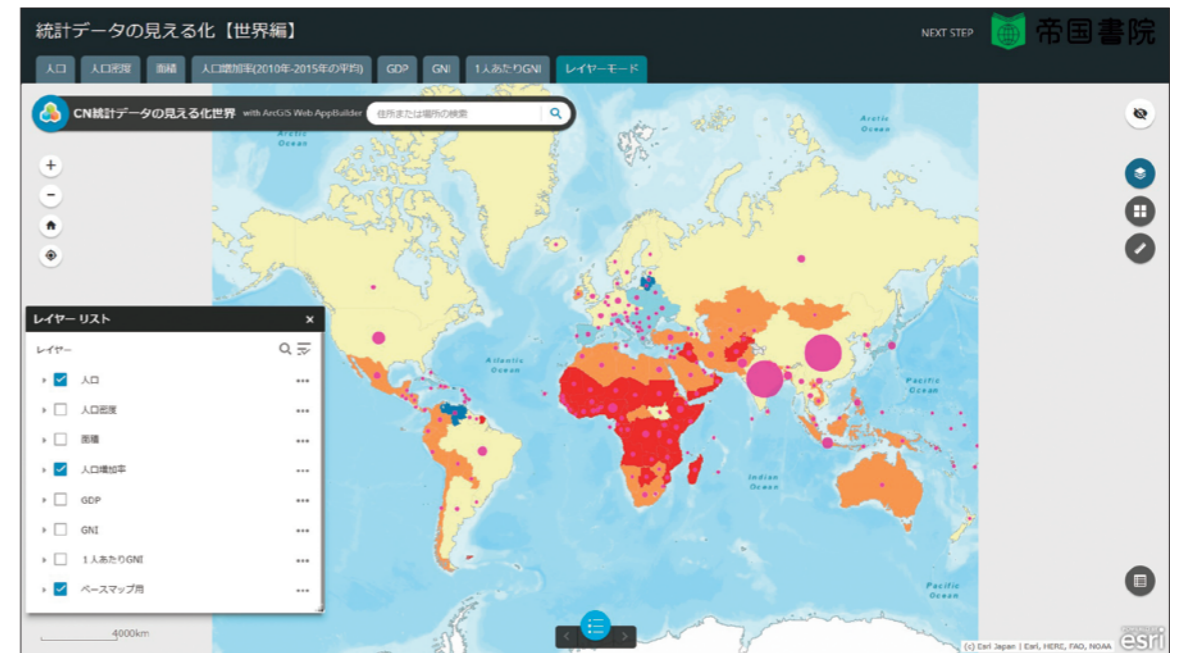 統計データの見える化【世界編】
NEXT STEP
帝国書院
人口
人口密度
面積
人口増加率(2010年-2015年の平均)
GDP
GNI
1人あたりGNI
レイヤーモード
CN統計データの見える化世界 with ArcGIS Web AppBuilder
住所または場所の検索
Arctic
Ocean
Arctic
Ocean
レイヤー リスト
×
レイヤー
人口
人口密度
面積
人口増加率
GDP
GNI
1人あたりGNI
ベースマップ用
Atlantic
Ocean
Pacific
Ocean
Indian
Ocean
Pacific
Ocean
4000km
(c) Esri Japan | Esri, HERE, FAO, NOAA
esri